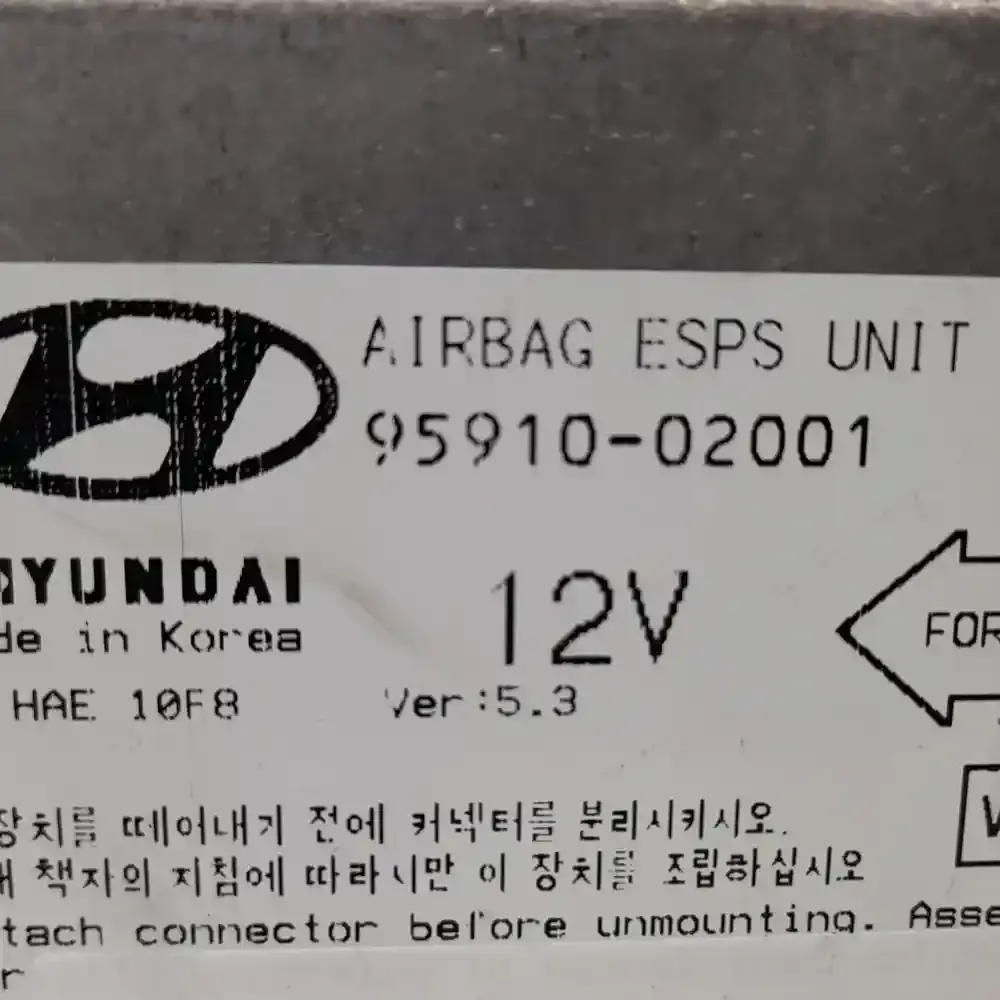 AIRBAG ESPS UNIT
95910-02001
HYUNDAI
12V
FOR
de in Korea
HAE 10F8
Ver:5.3
장치를 떼어내기 전에 커넥터를 분리시키시오.
책자의 지침에 따라시만 이 장치를 조립하십시오
tach connector before unmounting. Asse
r